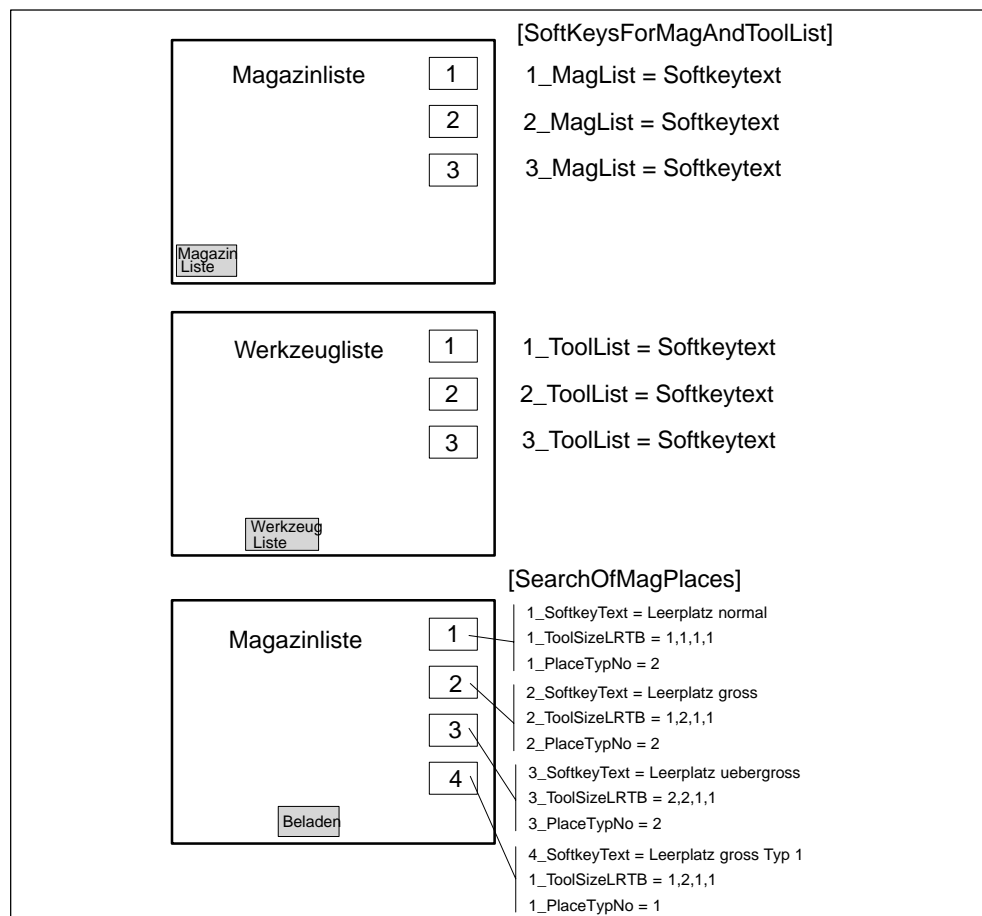 [SoftKeysForMagAndToolList]
Magazinliste
1
1_MagList = Softkeytext
2
2_MagList = Softkeytext
3
3_MagList = Softkeytext
Magazin
Liste
Werkzeugliste
1
1_ToolList = Softkeytext
2
2_ToolList = Softkeytext
3
3_ToolList = Softkeytext
Werkzeug
Liste
[SearchOfMagPlaces]
Magazinliste
1
1_SoftkeyText = Leerplatz normal
1_ToolSizeLRTB = 1,1,1,1
1_PlaceTypNo = 2
2
2_SoftkeyText = Leerplatz gross
2_ToolSizeLRTB = 1,2,1,1
2_PlaceTypNo = 2
3
3_SoftkeyText = Leerplatz uebergross
3_ToolSizeLRTB = 2,2,1,1
3_PlaceTypNo = 2
4
4_SoftkeyText = Leerplatz gross Typ 1
1_ToolSizeLRTB = 1,2,1,1
1_PlaceTypNo = 1
Beladen